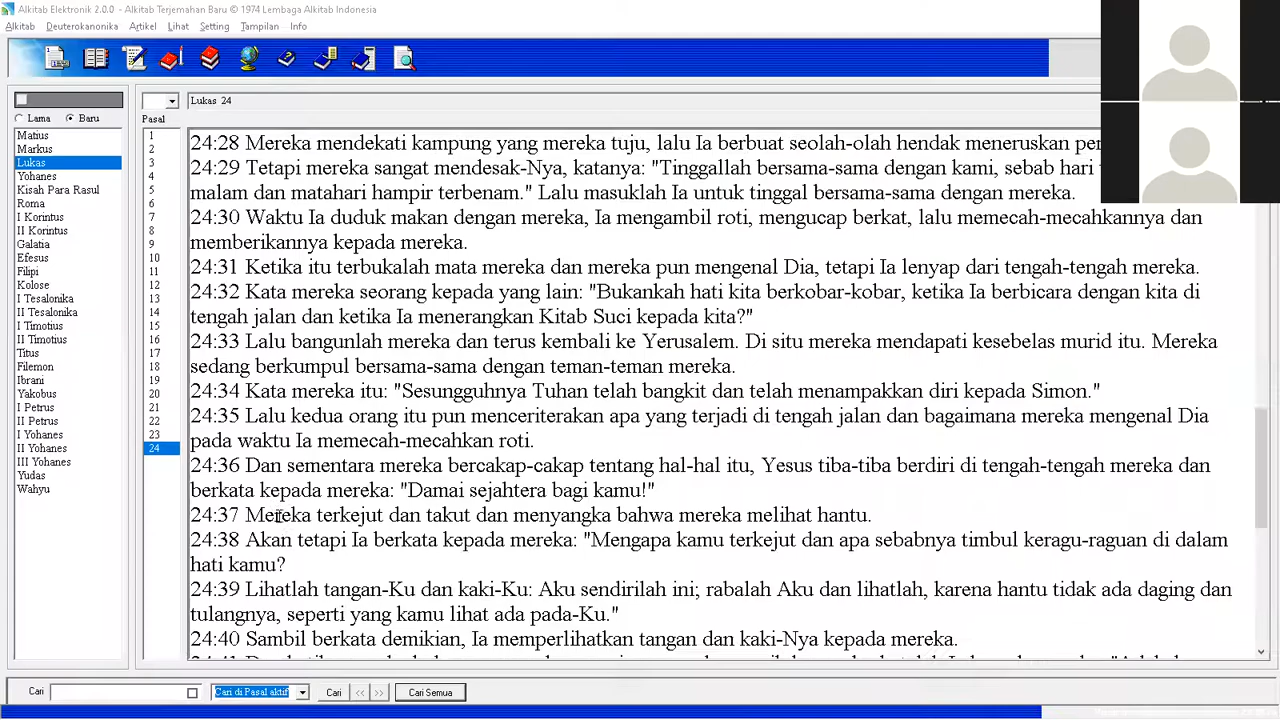 Alkitab Elektronik 2.0.0 - Alkitab Terjemahan Baru © 1974 Lembaga Alkitab Indonesia
Alkitab Deuterokanonika Artikel Lihat Setting Tampilan Info
Lama Baru
Matius
Markus
Lukas
Yohanes
Kisah Para Rasul
Roma
I Korintus
II Korintus
Galatia
Efesus
Filipi
Kolose
I Tesalonika
II Tesalonika
I Timotius
II Timotius
Titus
Filemon
Ibrani
Yakobus
I Petrus
II Petrus
I Yohanes
II Yohanes
III Yohanes
Yudas
Wahyu
Pasal
1
2
3
4
5
6
7
8
9
10
11
12
13
14
15
16
17
18
19
20
21
22
23
24
Lukas 24
24:28 Mereka mendekati kampung yang mereka tuju, lalu Ia berbuat seolah-olah hendak meneruskan
24:29 Tetapi mereka sangat mendesak-Nya, katanya: "Tinggallah bersama-sama dengan kami, sebab hari
malam dan matahari hampir terbenam." Lalu masuklah Ia untuk tinggal bersama-sama dengan mereka.
24:30 Waktu Ia duduk makan dengan mereka, Ia mengambil roti, mengucap berkat, lalu memecah-mecahkannya dan
memberikannya kepada mereka.
24:31 Ketika itu terbukalah mata mereka dan mereka pun mengenal Dia, tetapi Ia lenyap dari tengah-tengah mereka.
24:32 Kata mereka seorang kepada yang lain: "Bukankah hati kita berkobar-kobar, ketika Ia berbicara dengan kita di
tengah jalan dan ketika Ia menerangkan Kitab Suci kepada kita?"
24:33 Lalu bangunlah mereka dan terus kembali ke Yerusalem. Di situ mereka mendapati kesebelas murid itu. Mereka
sedang berkumpul bersama-sama dengan teman-teman mereka.
24:34 Kata mereka itu: "Sesungguhnya Tuhan telah bangkit dan telah menampakkan diri kepada Simon."
24:35 Lalu kedua orang itu pun menceriterakan apa yang terjadi di tengah jalan dan bagaimana mereka mengenal Dia
pada waktu Ia memecah-mecahkan roti.
24:36 Dan sementara mereka bercakap-cakap tentang hal-hal itu, Yesus tiba-tiba berdiri di tengah-tengah mereka dan
berkata kepada mereka: "Damai sejahtera bagi kamu!"
24:37 Mereka terkejut dan takut dan menyangka bahwa mereka melihat hantu.
24:38 Akan tetapi Ia berkata kepada mereka: "Mengapa kamu terkejut dan apa sebabnya timbul keragu-raguan di dalam
hati kamu?
24:39 Lihatlah tangan-Ku dan kaki-Ku: Aku sendirilah ini; rabalah Aku dan lihatlah, karena hantu tidak ada daging dan
tulangnya, seperti yang kamu lihat ada pada-Ku."
24:40 Sambil berkata demikian, Ia memperlihatkan tangan dan kaki-Nya kepada mereka.
Cari Cari di Pasal aktif Cari << >> Cari Semua